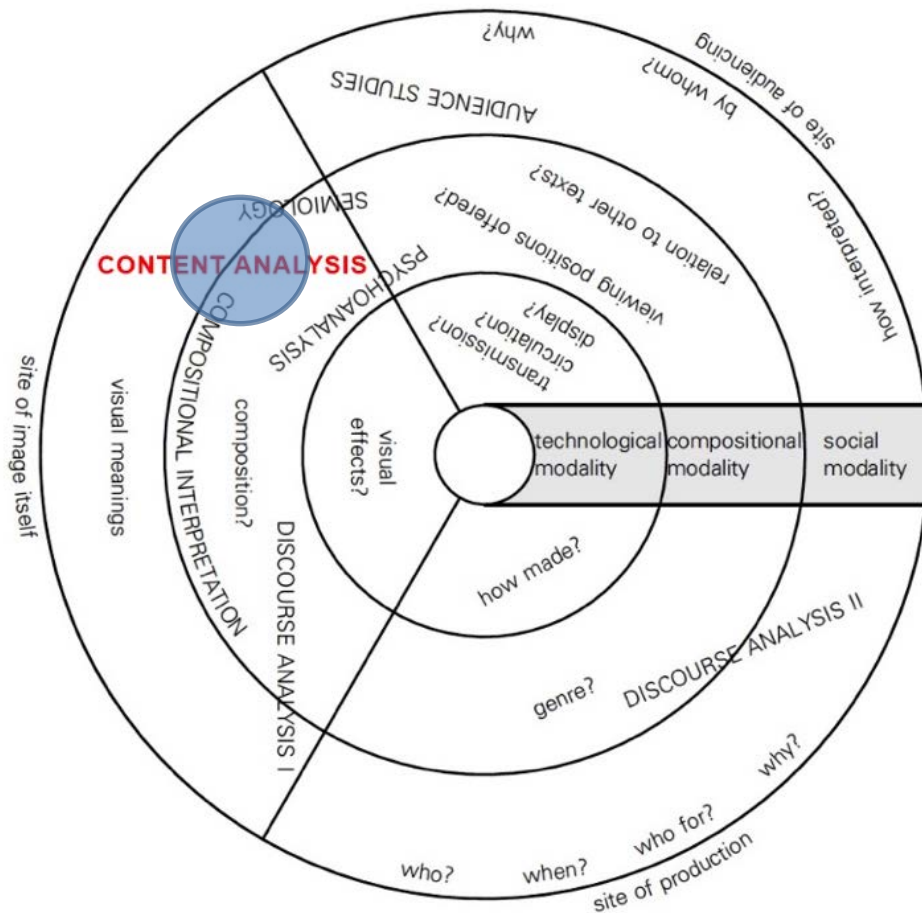 why?
site of audiencing
by whom?
AUDIENCE STUDIES
how interpreted?
relation to other texts?
viewing positions offered?
SEMIOLOGY
CONTENT ANALYSIS
PSYCHOANALYSIS
display?
circulation?
transmission?
COMPOSITIONAL INTERPRETATION
site of image itself
visual meanings
composition?
visual
effects?
technological
modality
compositional
modality
social
modality
DISCOURSE ANALYSIS I
how made?
DISCOURSE ANALYSIS II
genre?
why?
who for?
when?
who?
site of production